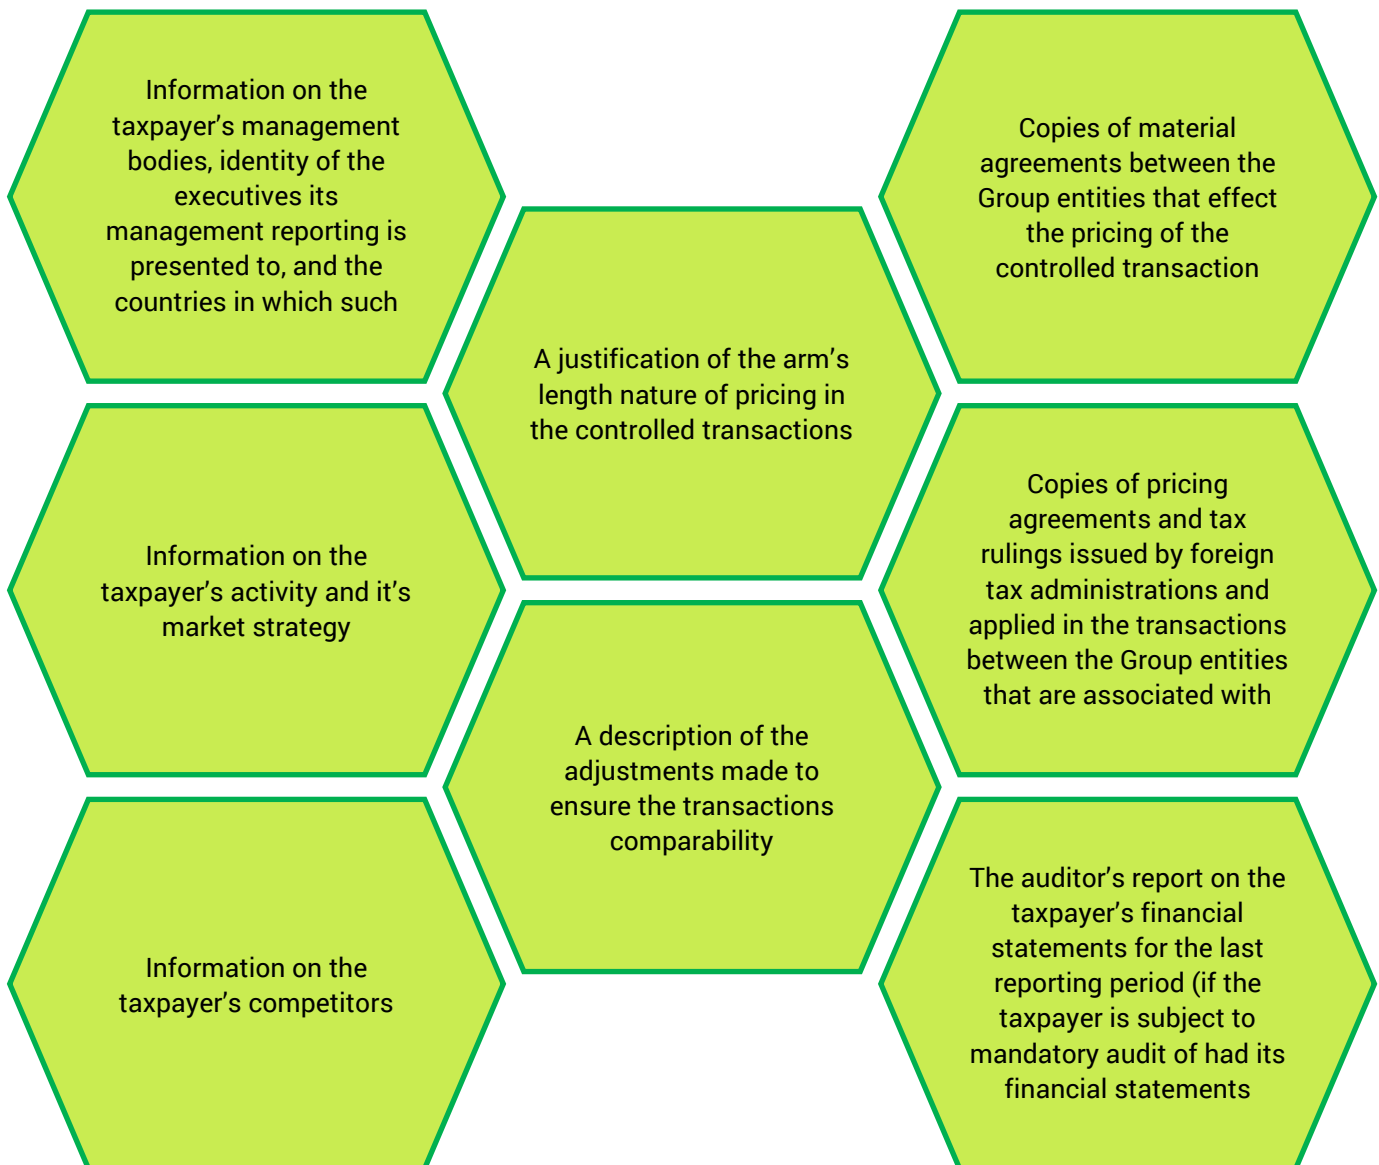 Information on the
taxpayer’s management
bodies, identity of the
executives its
management reporting is
presented to, and the
countries in which such
Information on the
taxpayer’s activity and it’s
market strategy
Information on the
taxpayer’s competitors
A justification of the arm’s
length nature of pricing in
the controlled transactions
A description of the
adjustments made to
ensure the transactions
comparability
Copies of material
agreements between the
Group entities that effect
the pricing of the
controlled transaction
Copies of pricing
agreements and tax
rulings issued by foreign
tax administrations and
applied in the transactions
between the Group entities
that are associated with
The auditor’s report on the
taxpayer’s financial
statements for the last
reporting period (if the
taxpayer is subject to
mandatory audit of had its
financial statements